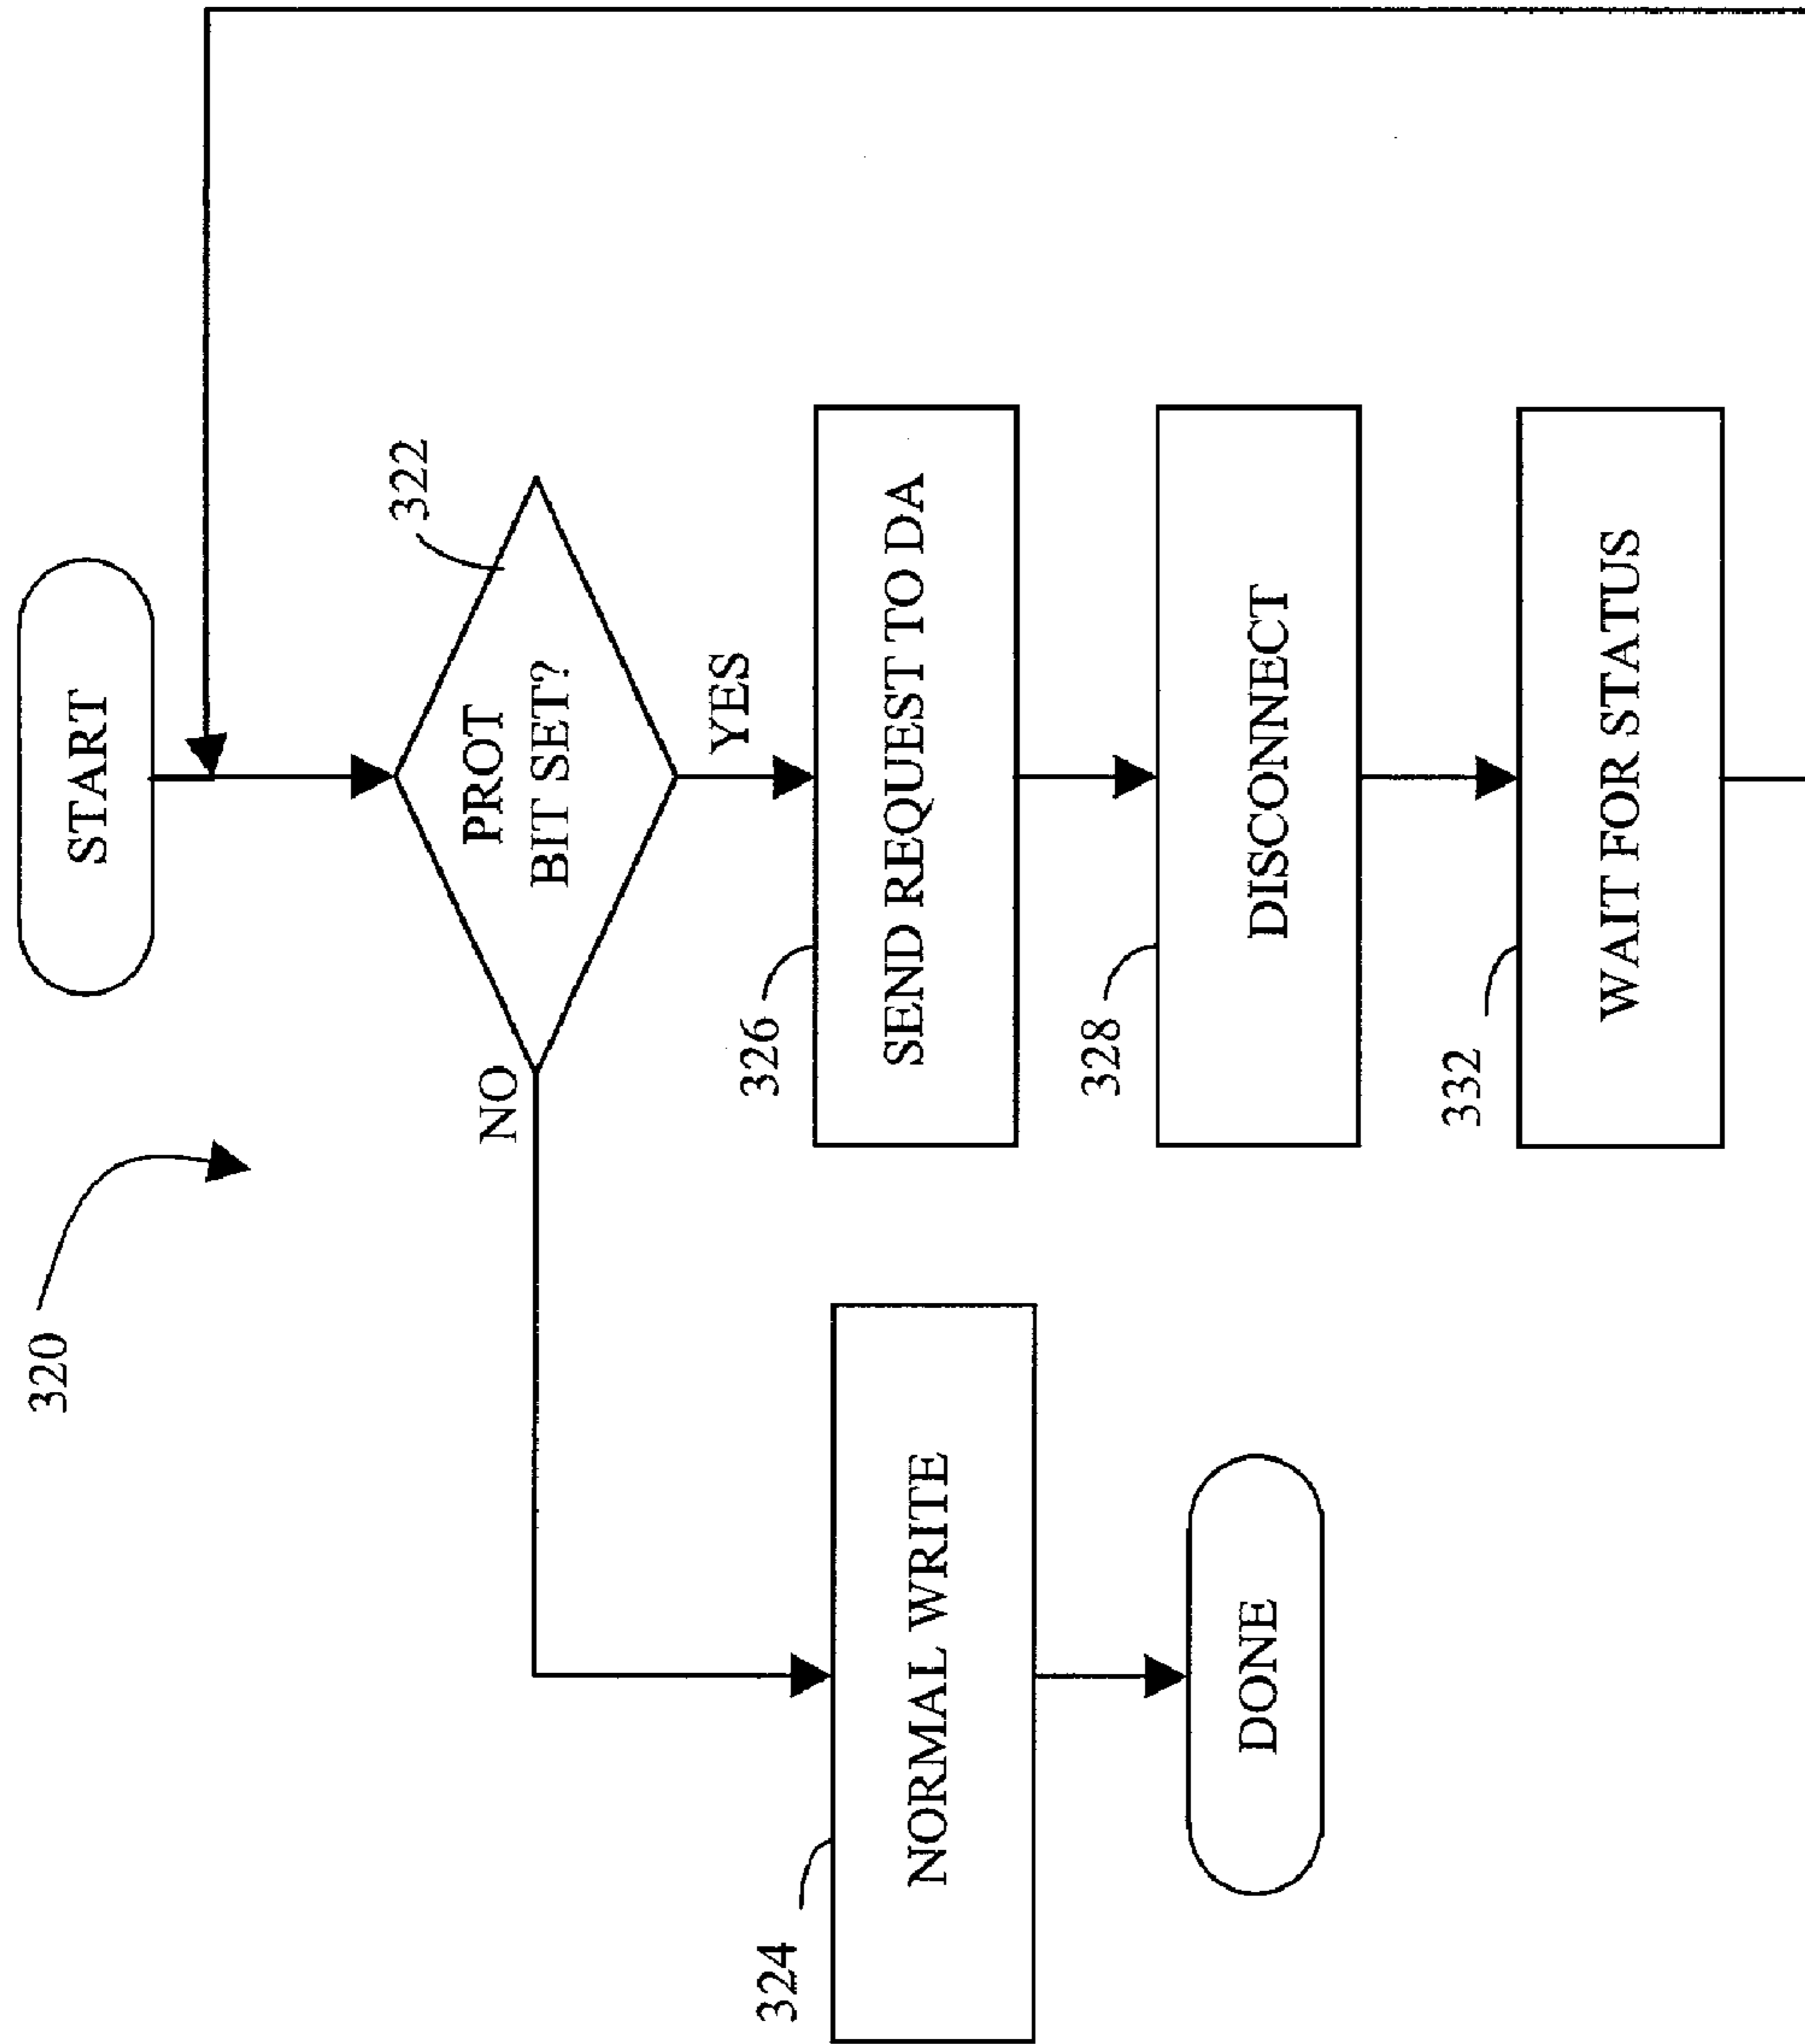 320
START
PROT
BIT SET?
322
NO
YES
324
NORMAL WRITE
326
SEND REQUEST TO DA
DONE
328
DISCONNECT
332
WAIT FOR STATUS